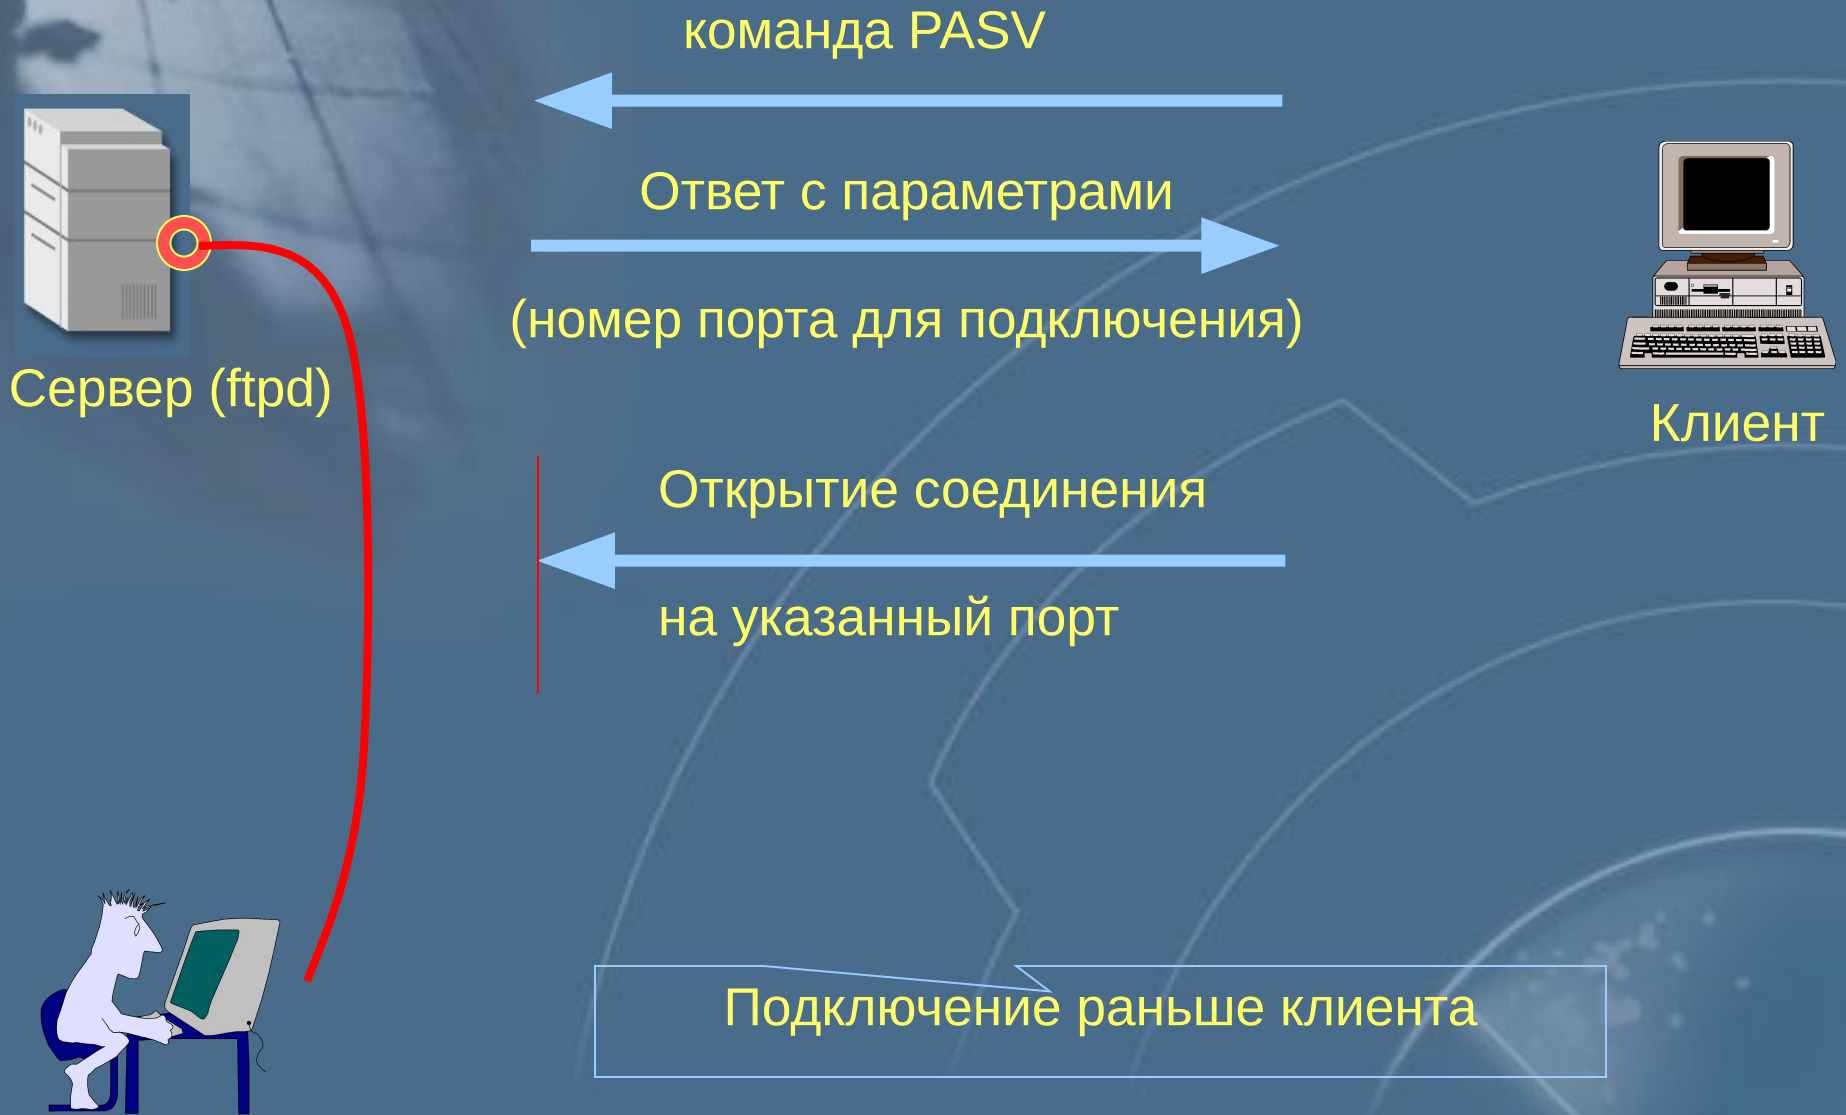 команда PASV
Ответ с параметрами
(номер порта для подключения)
Сервер (ftpd)
Клиент
Открытие соединения
на указанный порт
Подключение раньше клиента